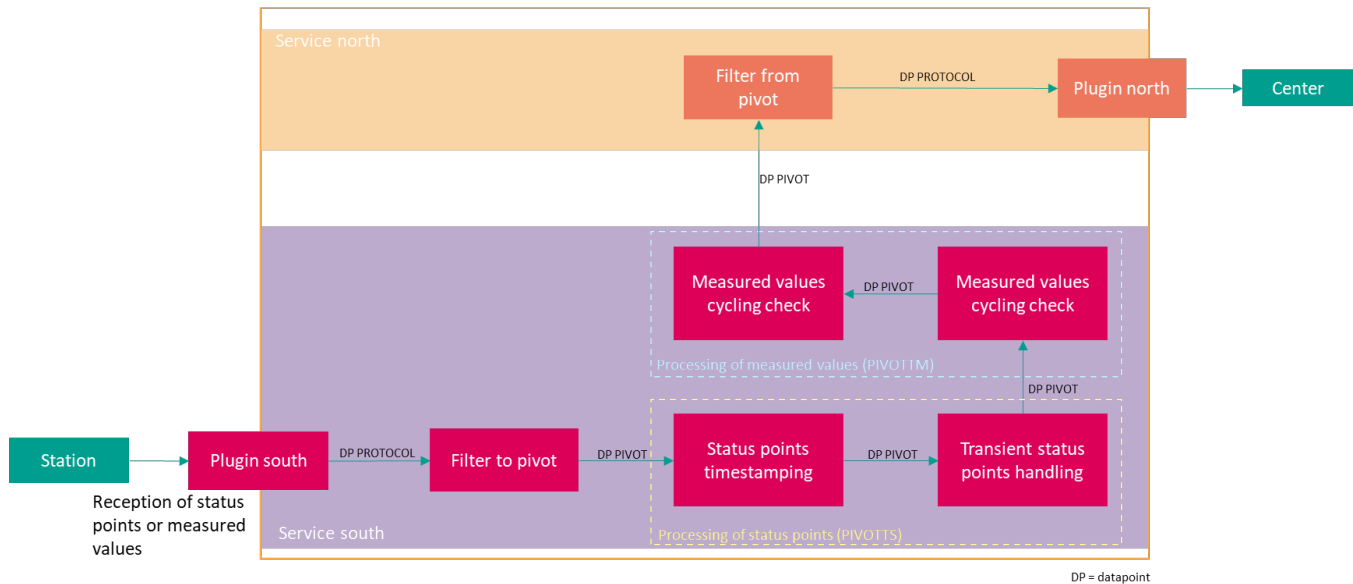 Service north
Filter from
pivot
DP PROTOCOL
Plugin north
Center
DP PIVOT
Measured values
cycling check
DP PIVOT
Measured values
cycling check
Processing of measured values (PIVOTTM)
DP PIVOT
Station
Plugin south
DP PROTOCOL
Filter to pivot
DP PIVOT
Status points
timestamping
DP PIVOT
Transient status
points handling
Reception of status
points or measured
values
Service south
Processing of status points (PIVOTTS)
DP = datapoint